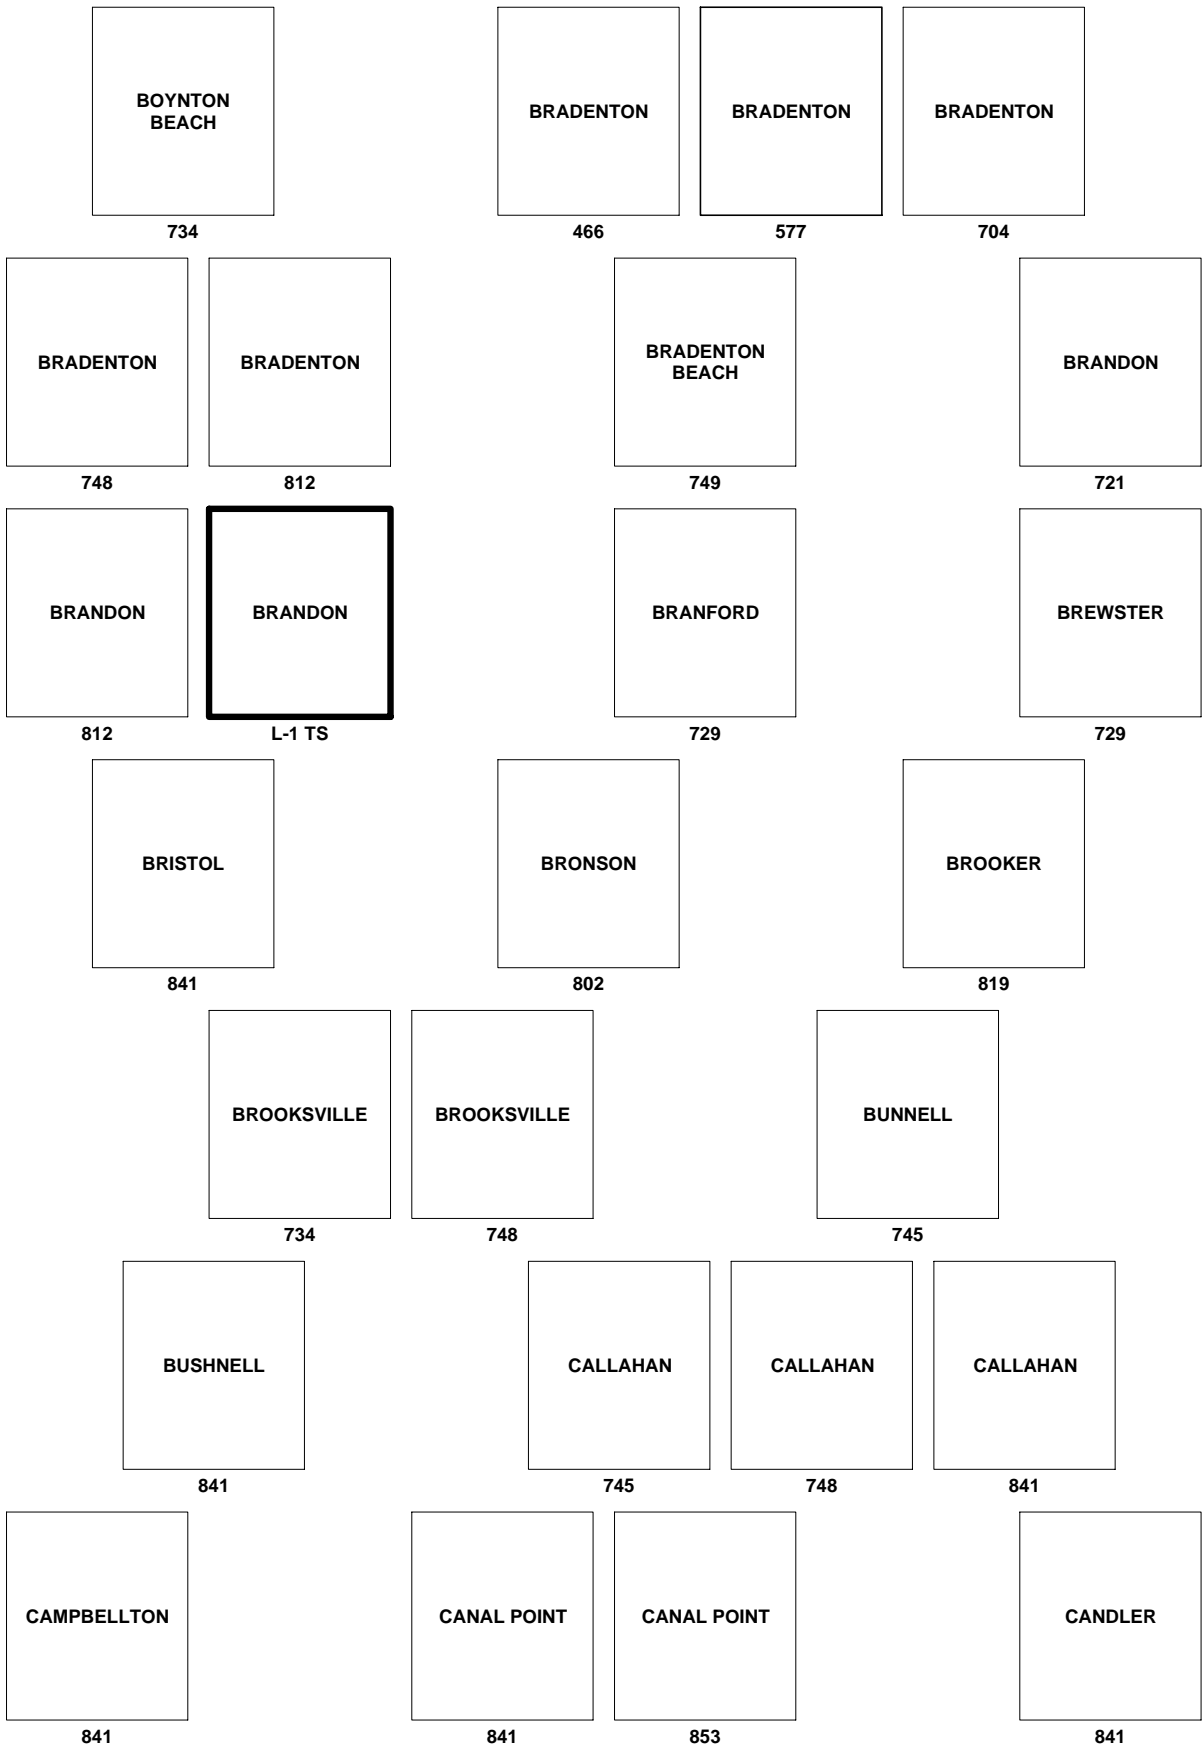 BOYNTON
BEACH
734
BRADENTON
466
BRADENTON
577
BRADENTON
704
BRADENTON
748
BRADENTON
812
BRADENTON
BEACH
749
BRANDON
721
BRANDON
812
BRANDON
L-1 TS
BRANFORD
729
BREWSTER
729
BRISTOL
841
BRONSON
802
BROOKER
819
BROOKSVILLE
734
BROOKSVILLE
748
BUNNELL
745
BUSHNELL
841
CALLAHAN
745
CALLAHAN
748
CALLAHAN
841
CAMPBELLTON
841
CANAL POINT
841
CANAL POINT
853
CANDLER
841